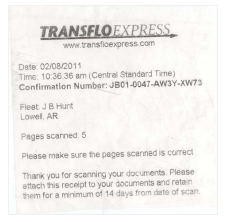 TRANSFLO EXPRESS
www.transfloexpress.com
Date: 02/08/2011
Time: 10:36:36 am (Central Standard Time)
Confirmation Number: JB01-0047-AW3Y-XW73
Fleet: J B Hunt
Lowell, AR
Pages scanned: 5
Please make sure the pages scanned is correct
Thank you for scanning your documents. Please
attach this receipt to your documents and retain
them for a minimum of 14 days from date of scan.